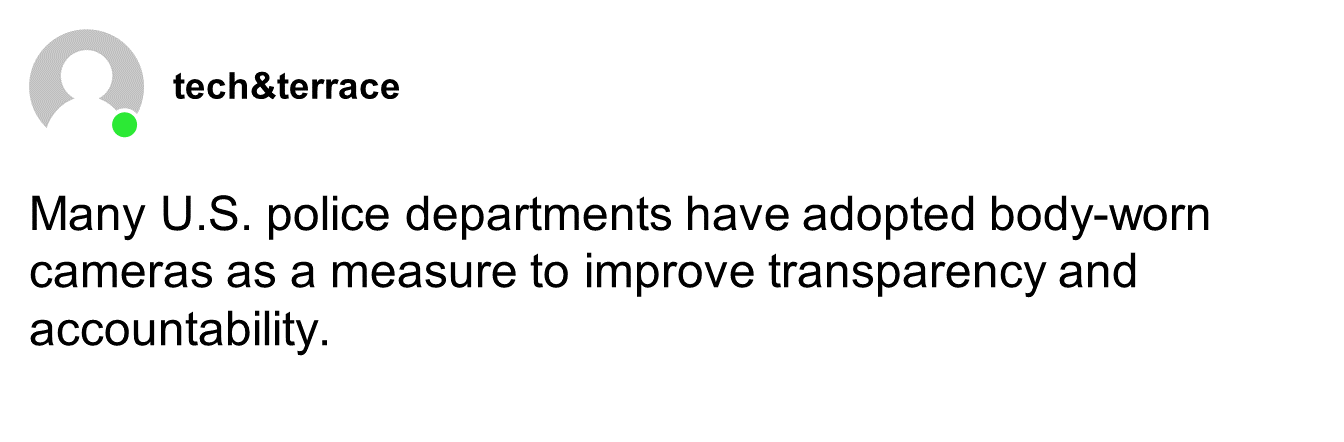 tech&terrace
Many U.S. police departments have adopted body-worn
cameras as a measure to improve transparency and
accountability.